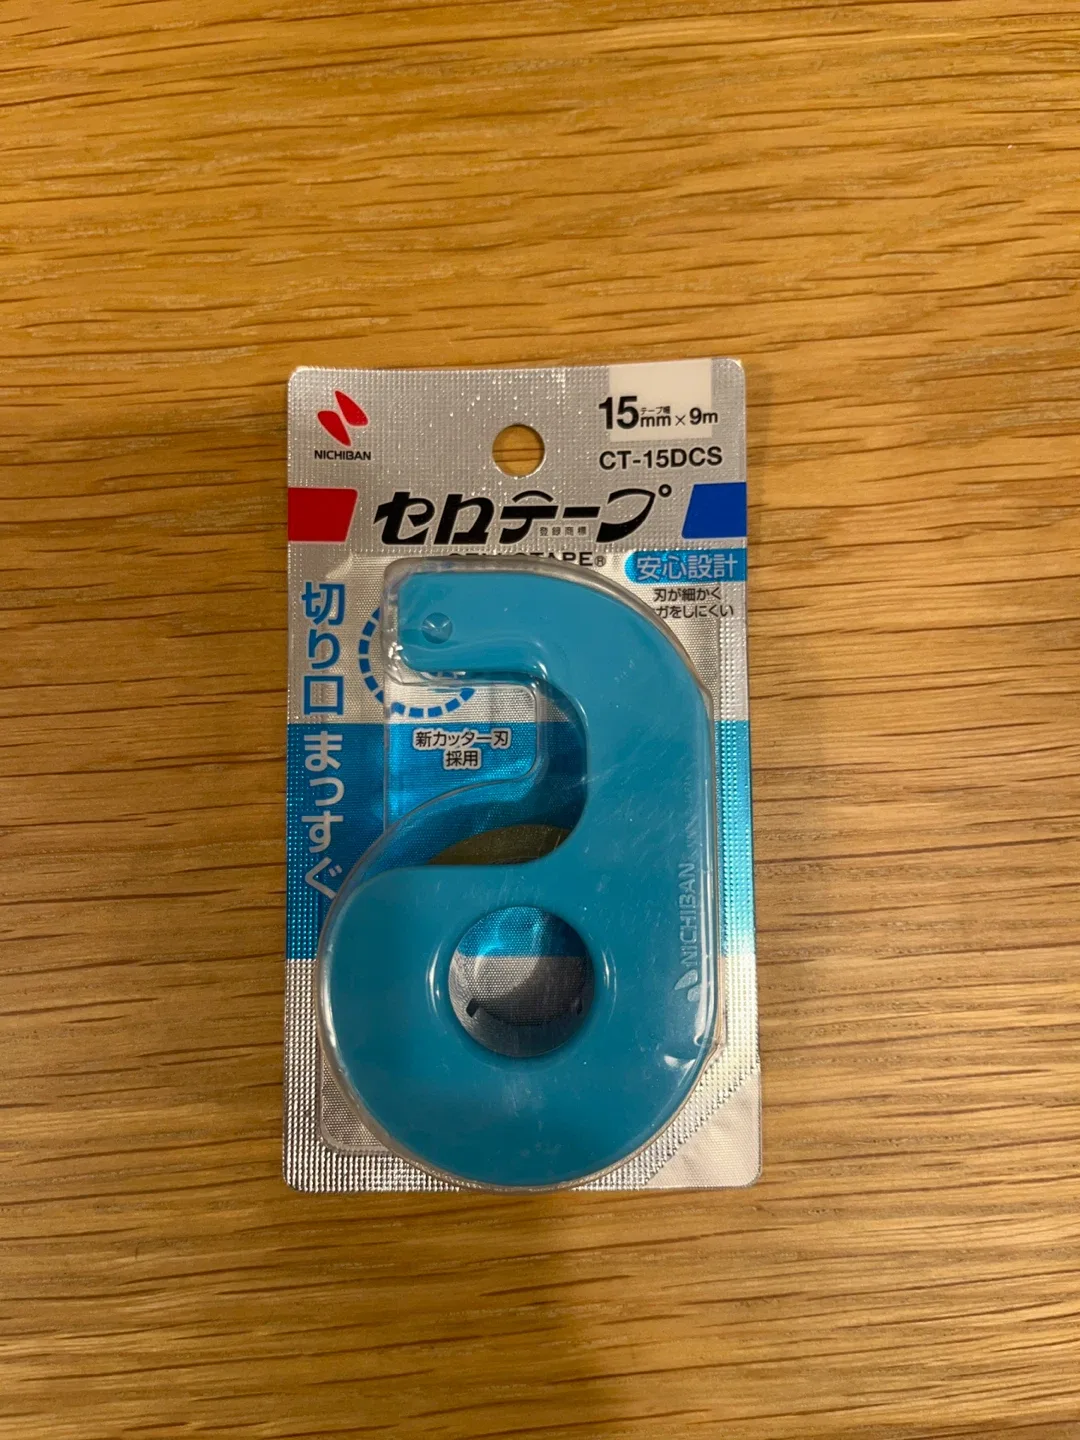 NICHIBAN
15mm×9m
テープ幅
CT-15DCS
セロテープ
登録商標
安心設計
刃が細かく
ガをしにくい
切り口まっすぐ
新カッター刃
採用
NICHIBAN